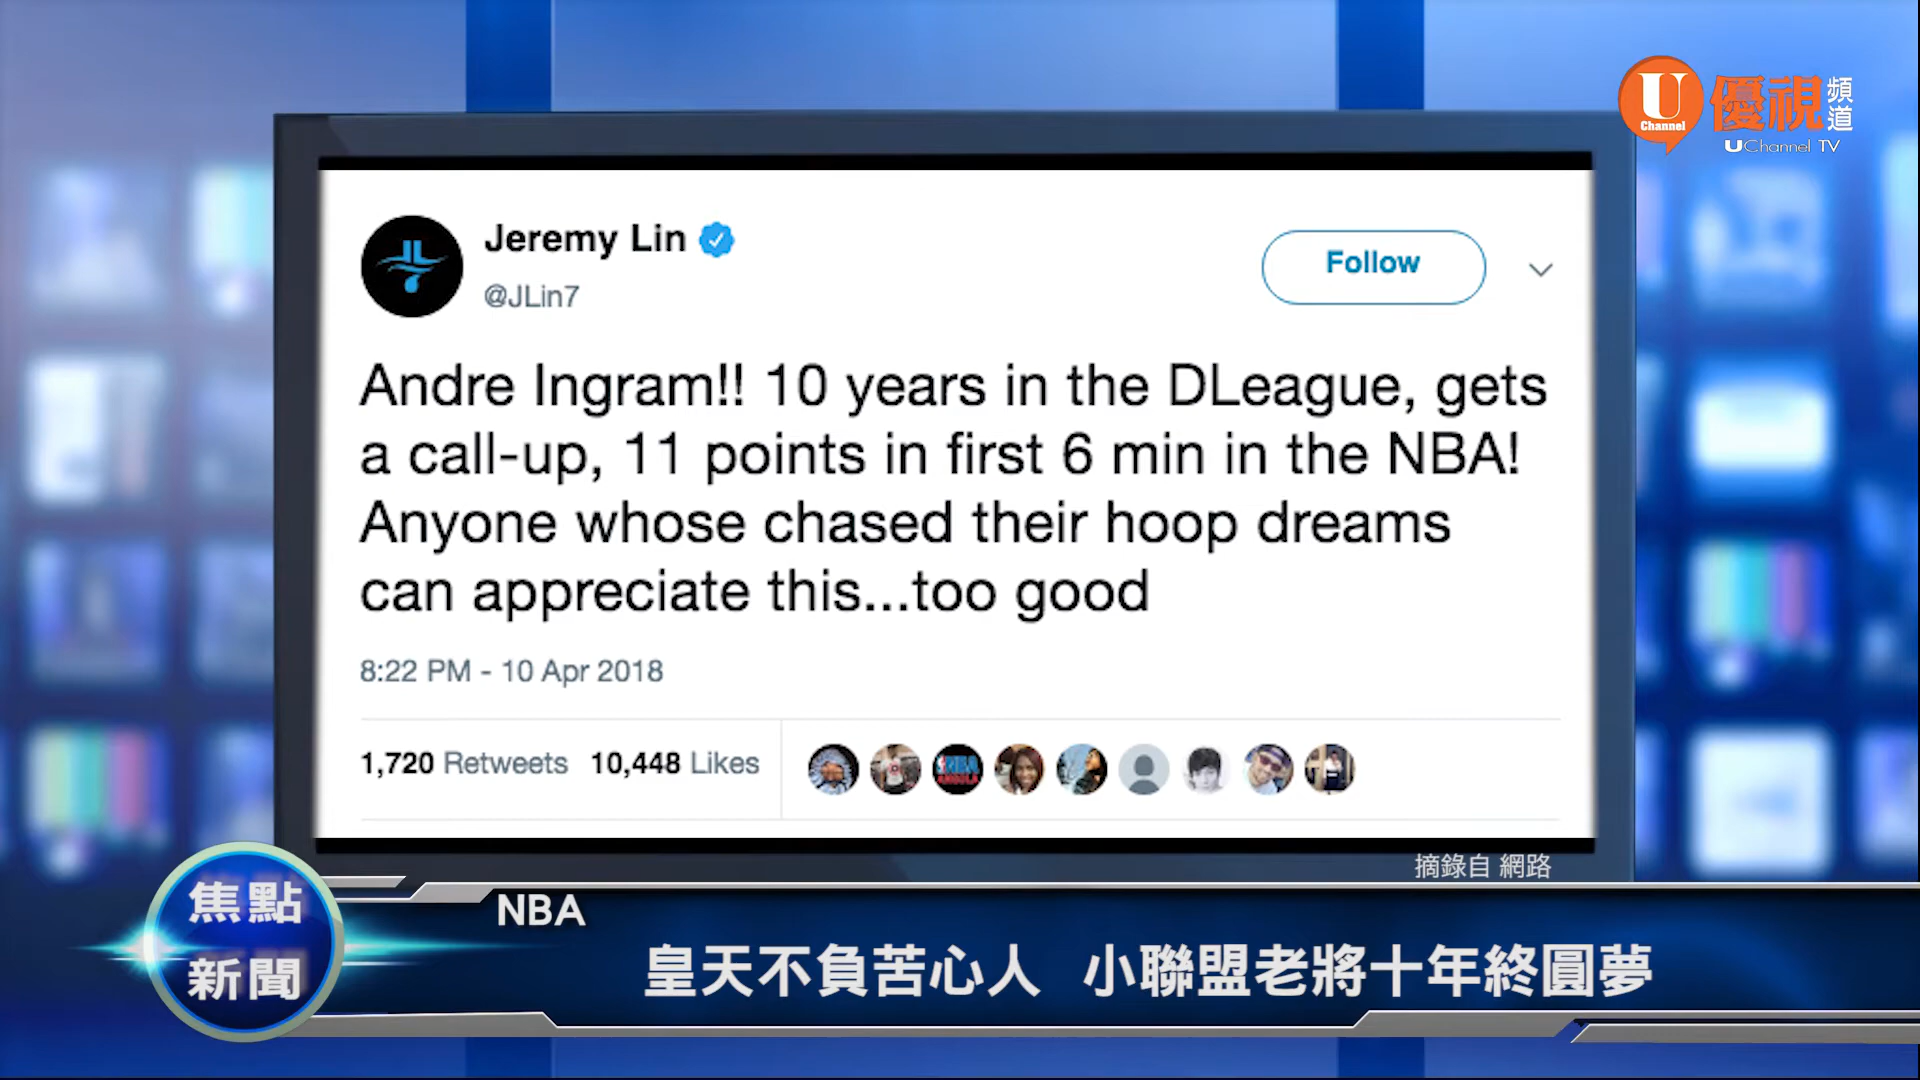 U
Channel
優視
頻道
UChannel TV
Jeremy Lin
@JLin7
Follow
Andre Ingram!! 10 years in the DLeague, gets
a call-up, 11 points in first 6 min in the NBA!
Anyone whose chased their hoop dreams
can appreciate this...too good
8:22 PM - 10 Apr 2018
1,720 Retweets 10,448 Likes
摘錄自 網路
焦點
新聞
NBA
皇天不負苦心人 小聯盟老將十年終圓夢